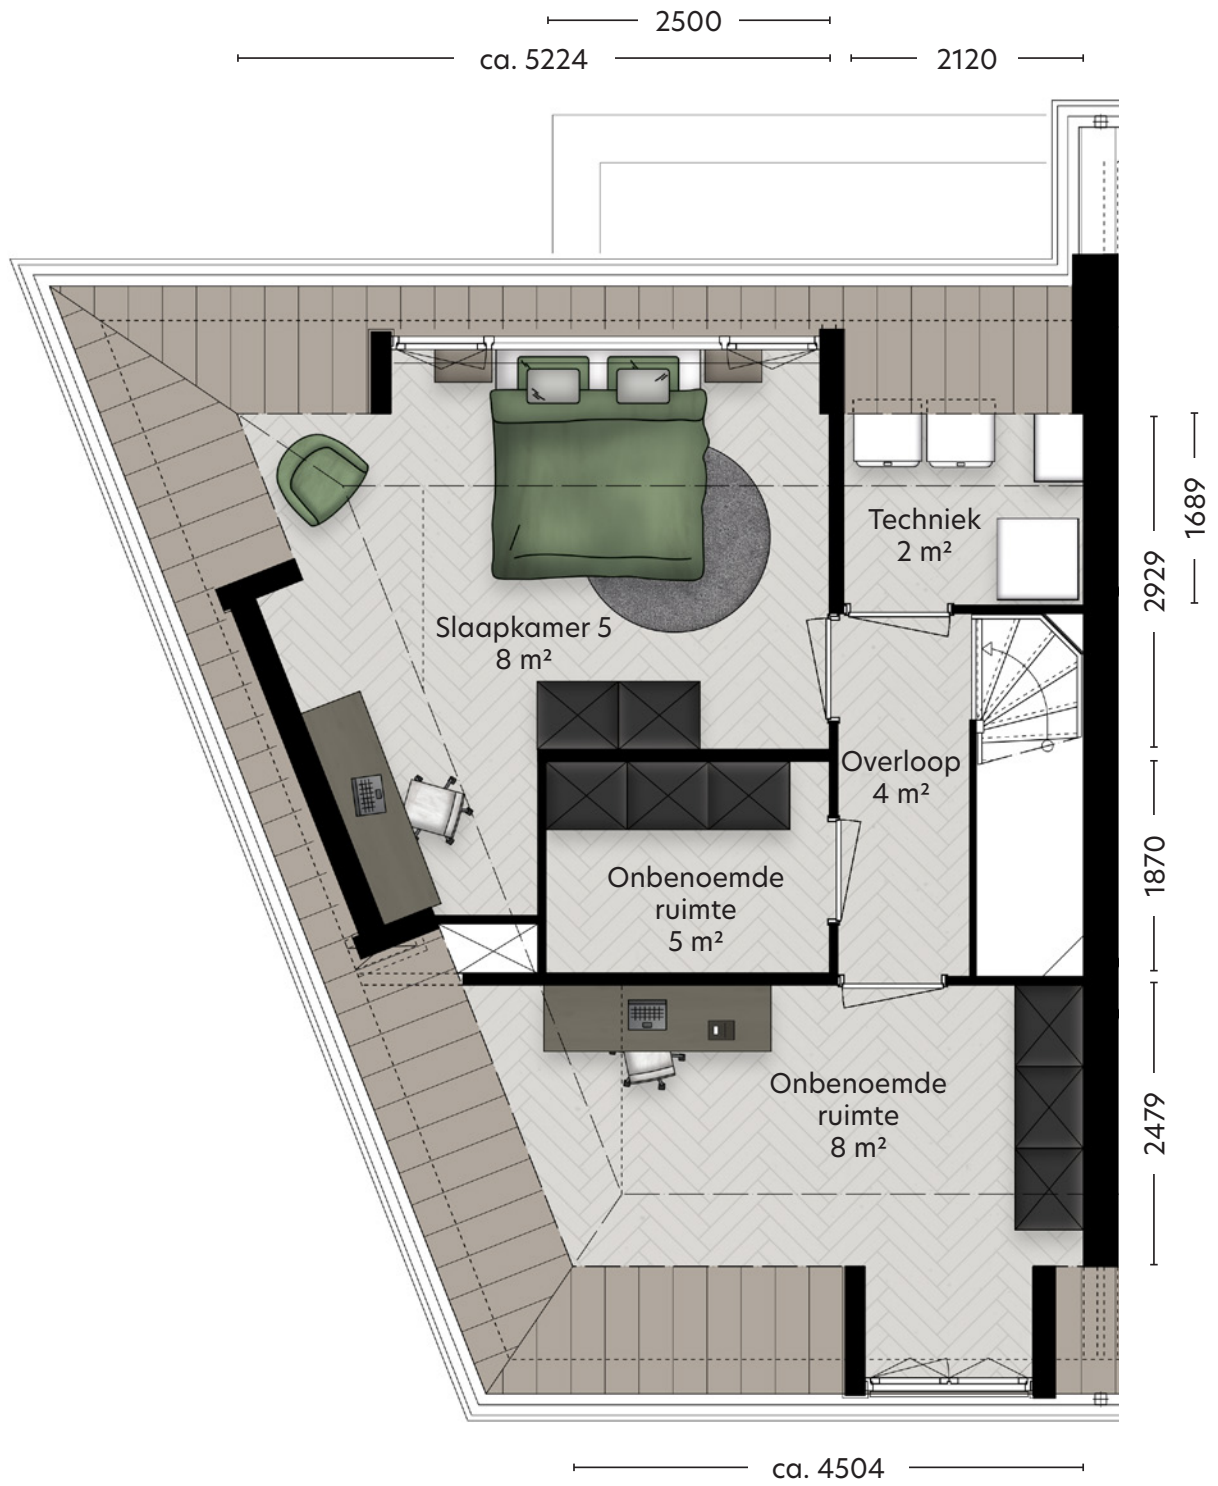 2500
ca. 5224
2120
1689
2929
Techniek
2 m²
Slaapkamer 5
8 m²
Overloop
4 m²
1870
Onbenoemde
ruimte
5 m²
Onbenoemde
ruimte
8 m²
2479
ca. 4504